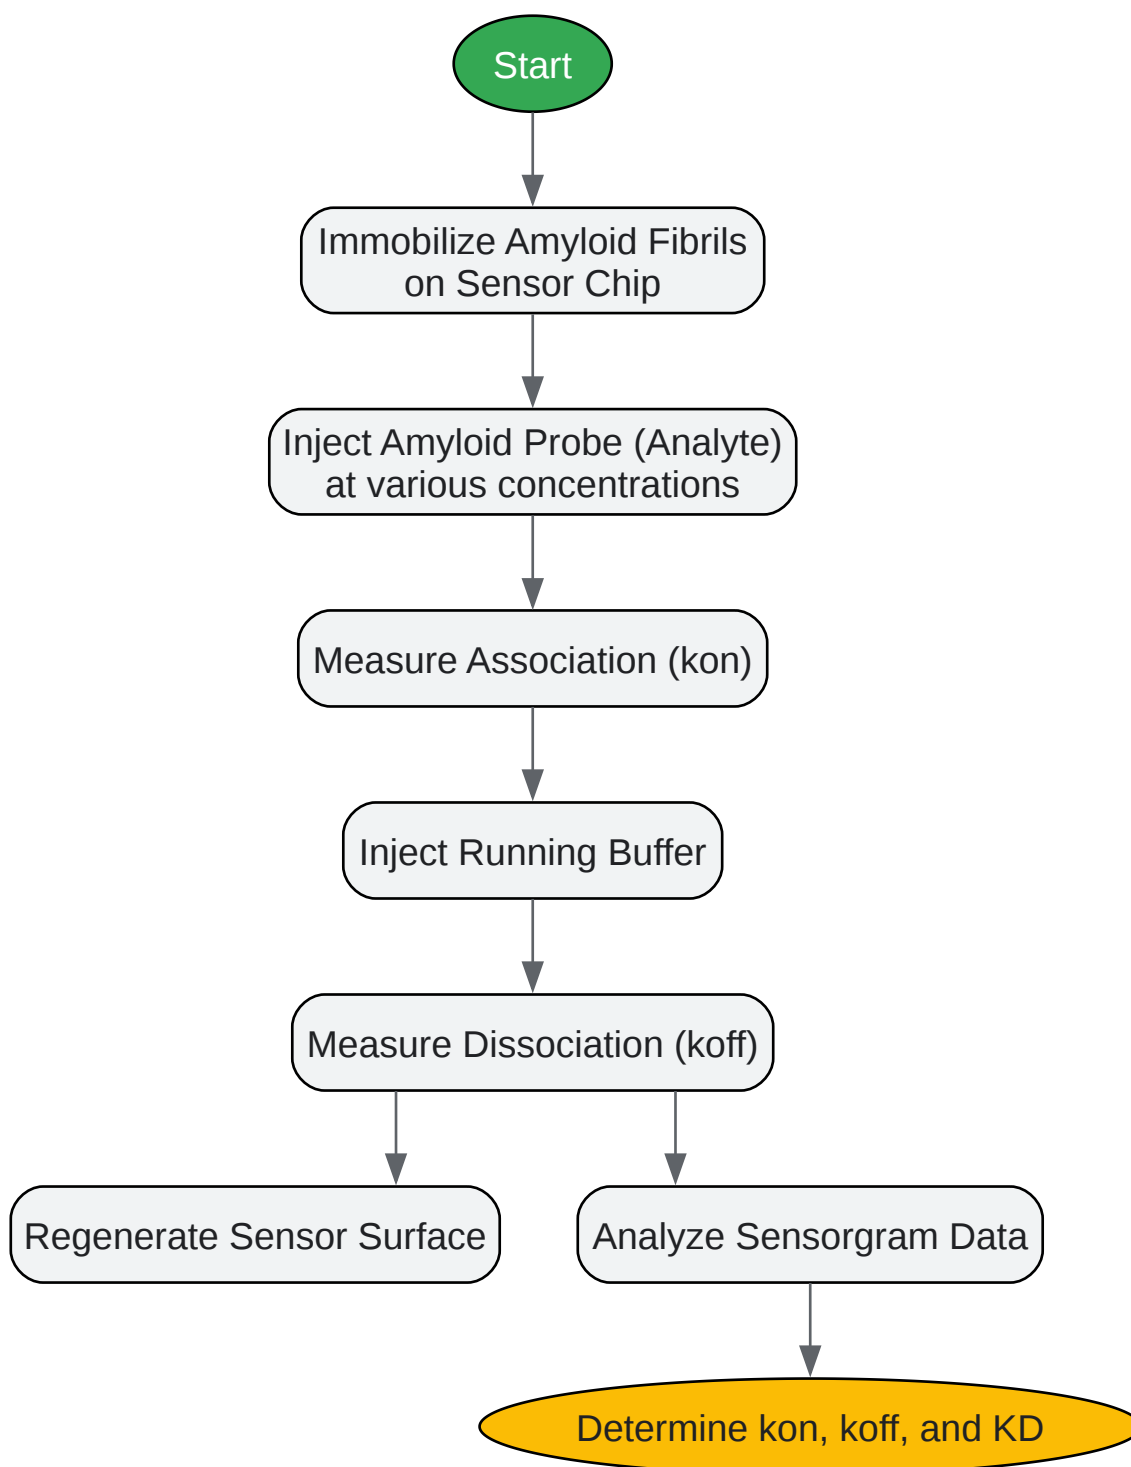 Start
Immobilize Amyloid Fibrils
on Sensor Chip
Inject Amyloid Probe (Analyte)
at various concentrations
Measure Association (kon)
Inject Running Buffer
Measure Dissociation (koff)
Regenerate Sensor Surface
Analyze Sensorgram Data
Determine kon, koff, and KD